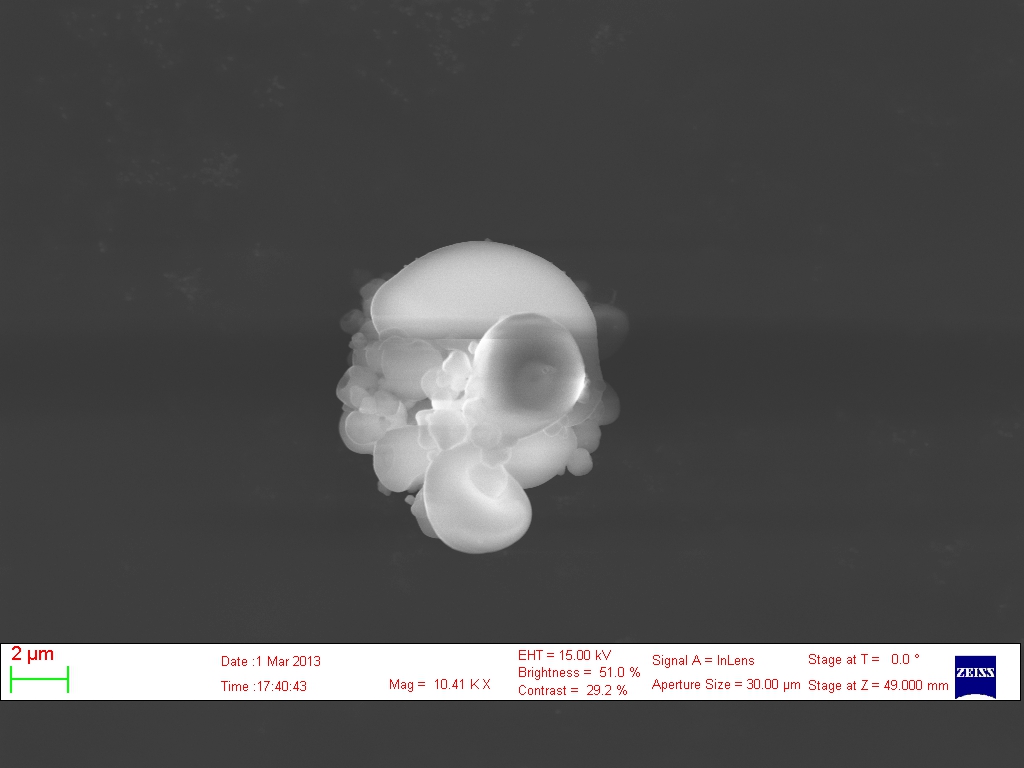 2 µm
Date :1 Mar 2013
Time :17:40:43
Mag = 10.41 K X
EHT = 15.00 kV
Brightness = 51.0 %
Contrast = 29.2 %
Signal A = InLens
Aperture Size = 30.00 µm
Stage at T = 0.0 °
Stage at Z = 49.000 mm
ZEISS